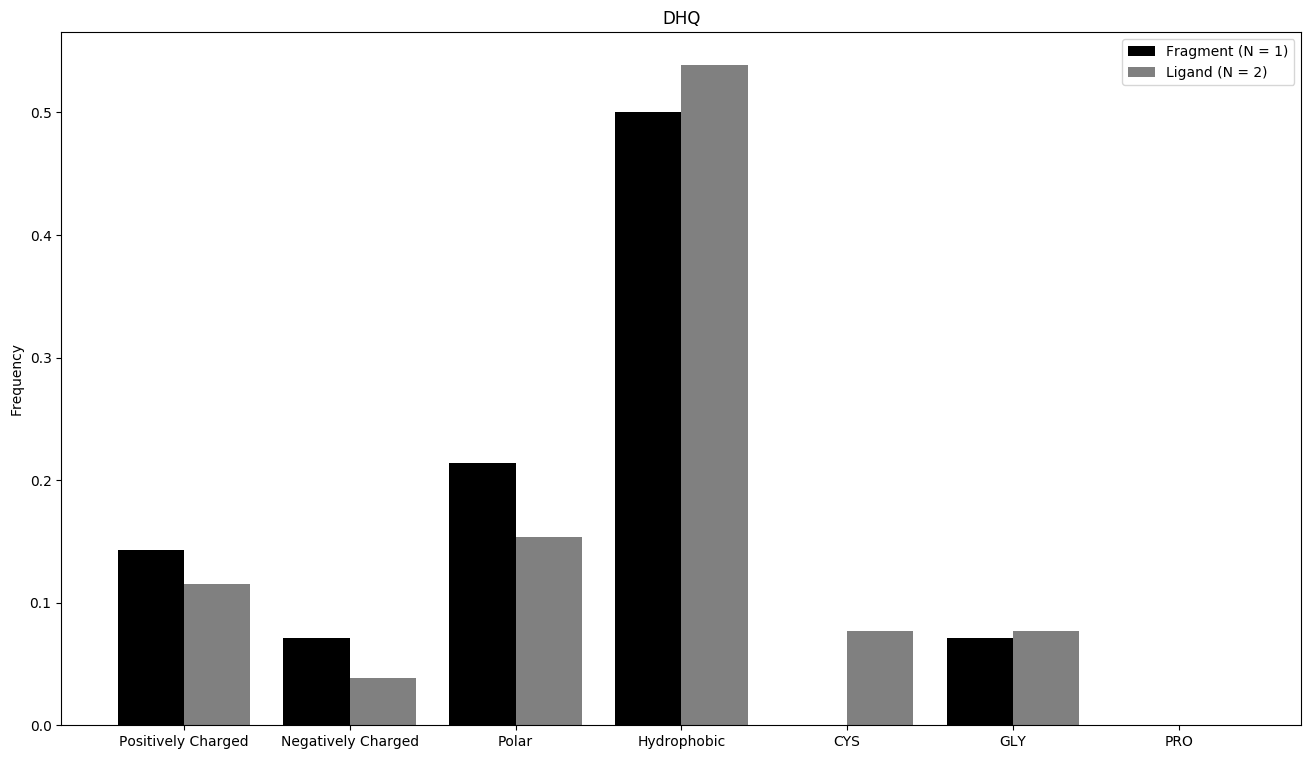 DHQ
Fragment (N = 1)
Ligand (N = 2)
Frequency
0.5
0.4
0.3
0.2
0.1
0.0
Positively Charged Negatively Charged Polar Hydrophobic CYS GLY PRO